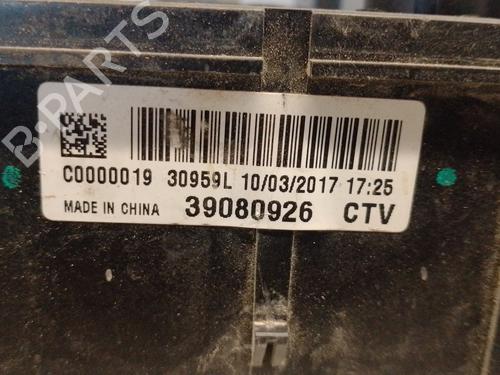 B-PARTS
C0000019 30959L 10/03/2017 17:25
MADE IN CHINA 39080926 CTV